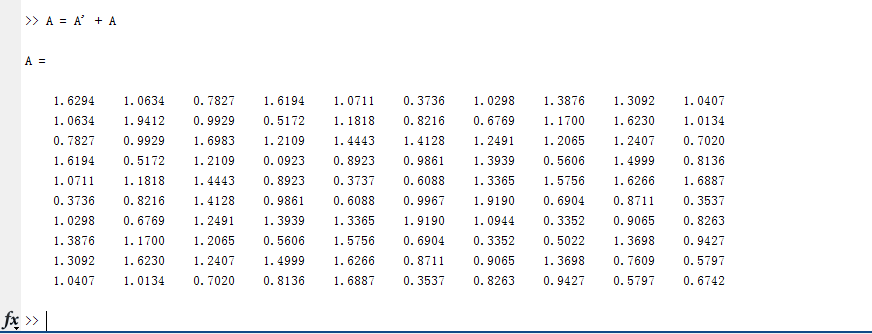 >> A = A' + A
A =
1.6294 1.0634 0.7827 1.6194 1.0711 0.3736 1.0298 1.3876 1.3092 1.0407
1.0634 1.9412 0.9929 0.5172 1.1818 0.8216 0.6769 1.1700 1.6230 1.0134
0.7827 0.9929 1.6983 1.2109 1.4443 1.4128 1.2491 1.2065 1.2407 0.7020
1.6194 0.5172 1.2109 0.0923 0.8923 0.9861 1.3939 0.5606 1.4999 0.8136
1.0711 1.1818 1.4443 0.8923 0.3737 0.6088 1.3365 1.5756 1.6266 1.6887
0.3736 0.8216 1.4128 0.9861 0.6088 0.9967 1.9190 0.6904 0.8711 0.3537
1.0298 0.6769 1.2491 1.3939 1.3365 1.9190 1.0944 0.3352 0.9065 0.8263
1.3876 1.1700 1.2065 0.5606 1.5756 0.6904 0.3352 0.5022 1.3698 0.9427
1.3092 1.6230 1.2407 1.4999 1.6266 0.8711 0.9065 1.3698 0.7609 0.5797
1.0407 1.0134 0.7020 0.8136 1.6887 0.3537 0.8263 0.9427 0.5797 0.6742
fx >>